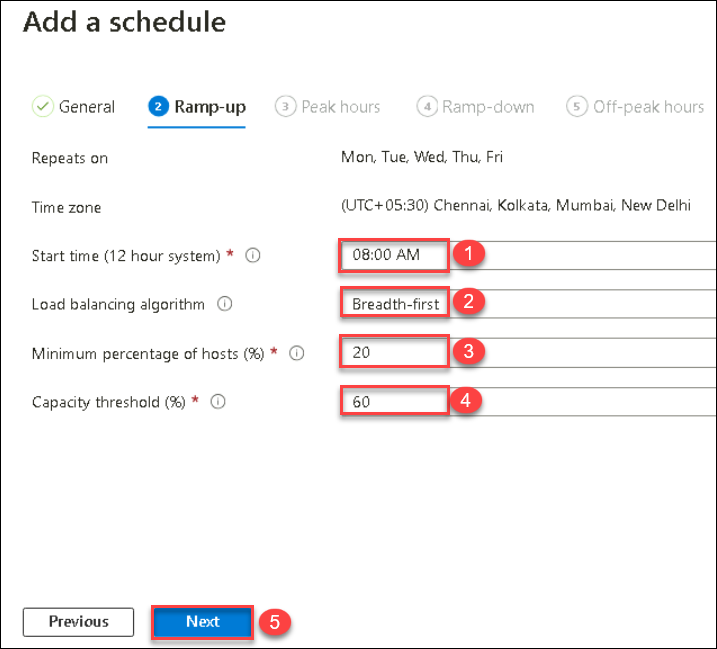 Add a schedule
General 2 Ramp-up 3 Peak hours 4 Ramp-down 5 Off-peak hours
Repeats on Mon, Tue, Wed, Thu, Fri
Time zone (UTC+05:30) Chennai, Kolkata, Mumbai, New Delhi
Start time (12 hour system) * 08:00 AM 1
Load balancing algorithm Breadth-first 2
Minimum percentage of hosts (%) * 20 3
Capacity threshold (%) * 60 4
Previous Next 5